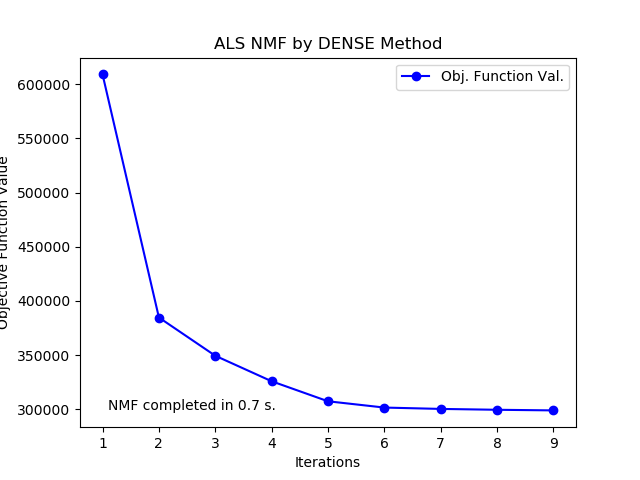 ALS NMF by DENSE Method
Obj. Function Val.
Objective Function Value
600000
550000
500000
450000
400000
350000
300000
NMF completed in 0.7 s.
1 2 3 4 5 6 7 8 9
Iterations